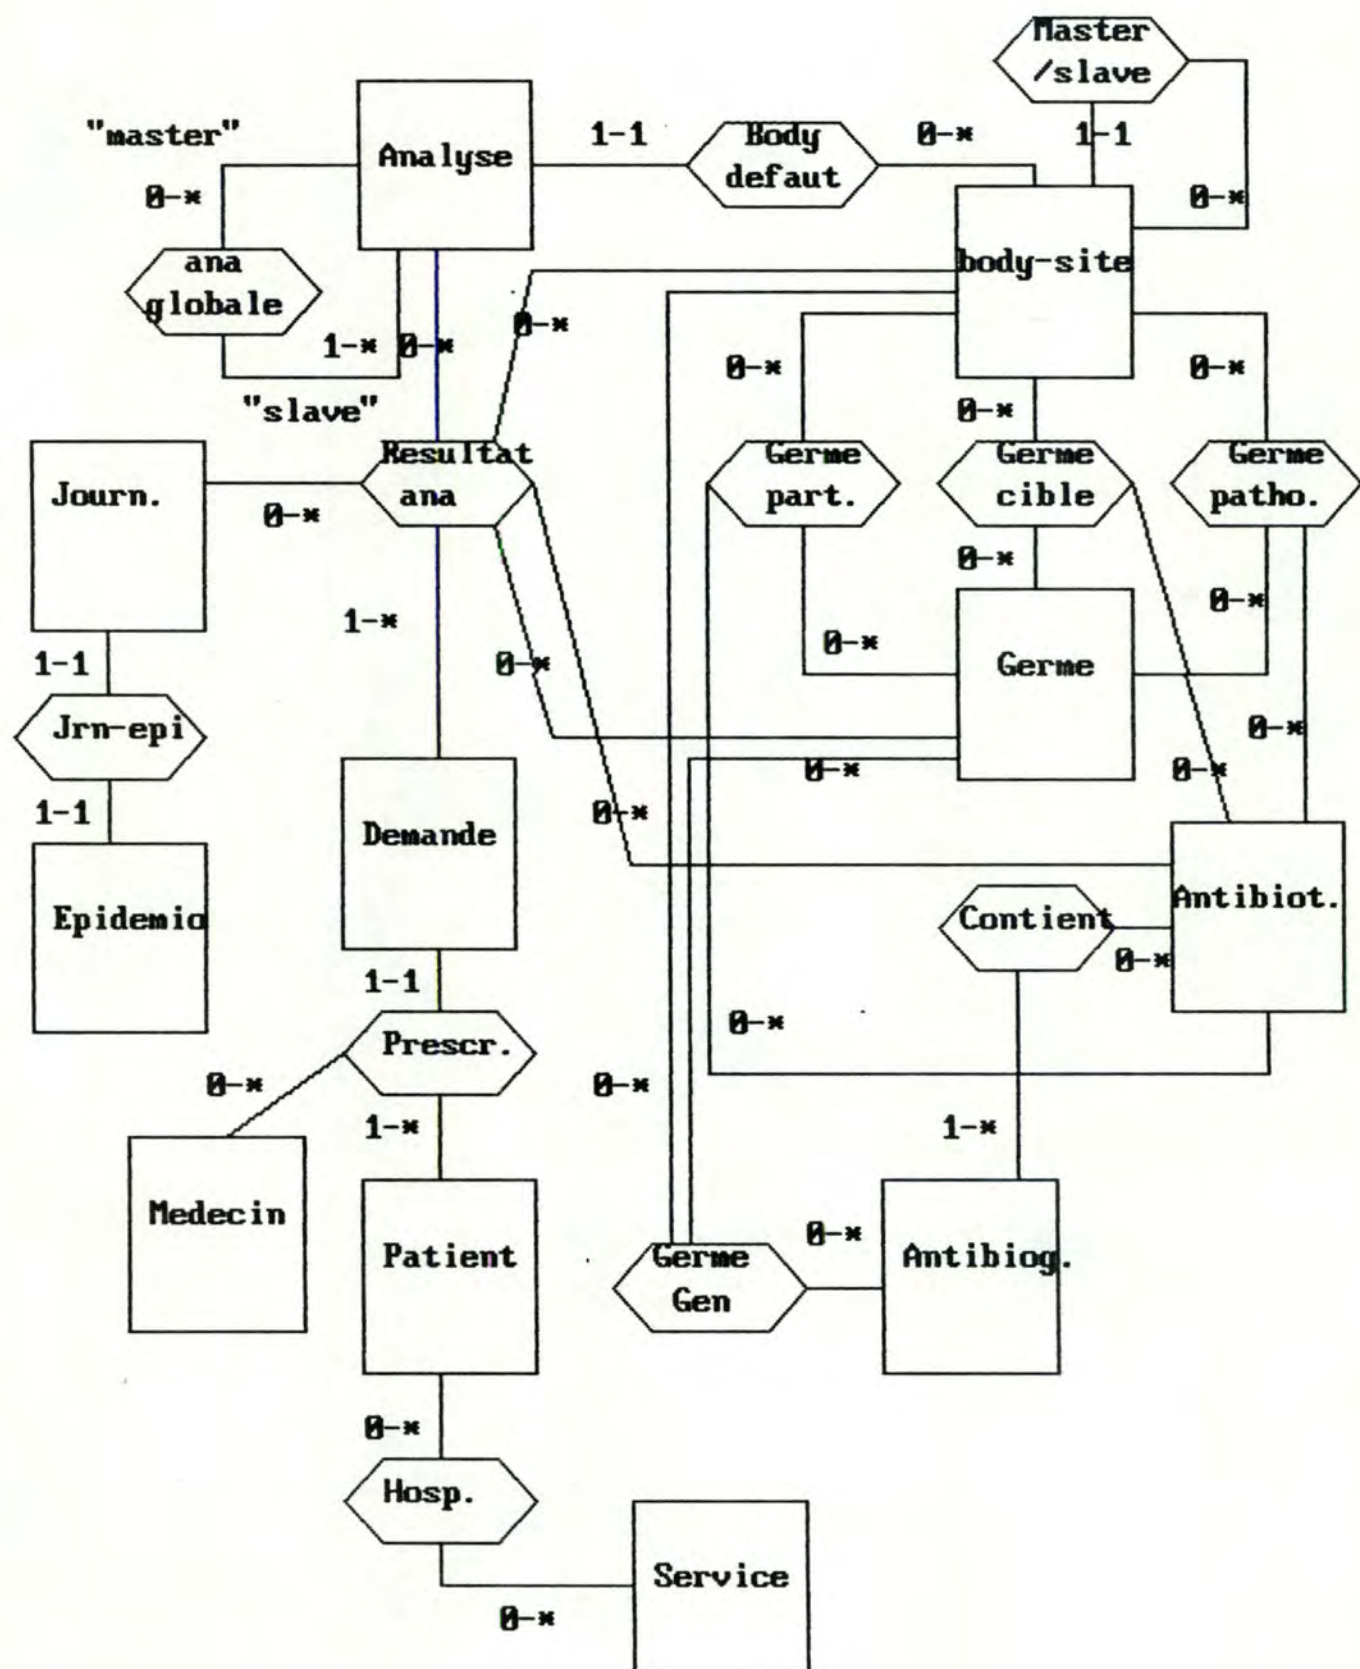 Master
/slave
"master"
Analyse
1-1
Body
defaut
0-*
1-1
0-*
0-*
ana
globale
body-site
0-*
1-*
0-*
0-*
0-*
"slave"
0-*
Journ.
Resultat
ana
Germe
part.
Germe
cible
Germe
patho.
0-*
0-*
0-*
1-*
0-*
1-1
0-*
Germe
Jrn-epi
0-*
0-*
0-*
1-1
0-*
Demande
Epidemio
Contient
Antibiot.
0-*
1-1
0-*
Prescr.
0-*
0-*
1-*
1-*
Medecin
0-*
Patient
Germe
Gen
Antibiog.
0-*
Hosp.
Service
0-*